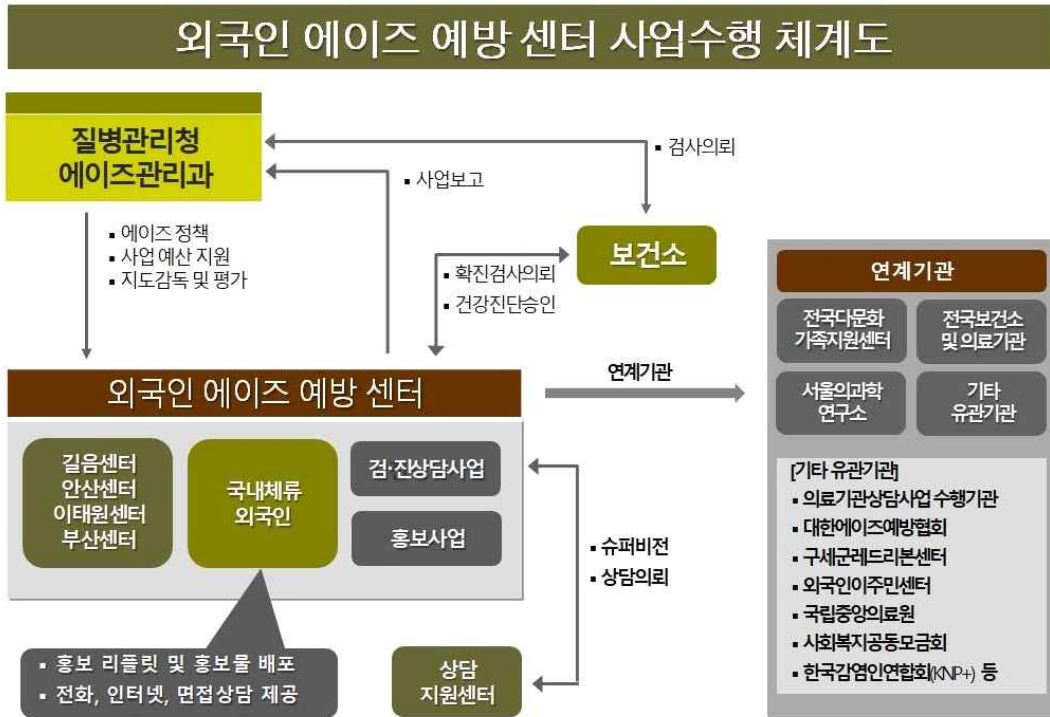 외국인 에이즈 예방 센터 사업수행 체계도
질병관리청
에이즈관리과
▪ 검사의뢰
▪ 사업보고
▪ 에이즈 정책
▪ 사업 예산 지원
▪ 지도감독 및 평가
보건소
▪ 확진검사의뢰
▪ 건강진단승인
외국인 에이즈 예방 센터
길음센터
안산센터
이태원센터
부산센터
국내체류
외국인
검·진상담사업
홍보사업
▪ 홍보 리플릿 및 홍보물 배포
▪ 전화, 인터넷, 면접상담 제공
▪ 슈퍼비전
▪ 상담의뢰
상담
지원센터
연계기관
연계기관
전국다문화
가족지원센터
전국보건소
및 의료기관
서울의과학
연구소
기타
유관기관
[기타 유관기관]
▪ 의료기관상담사업 수행기관
▪ 대한에이즈예방협회
▪ 구세군레드리본센터
▪ 외국인이주민센터
▪ 국립중앙의료원
▪ 사회복지공동모금회
▪ 한국감염인연합회(KNP+) 등